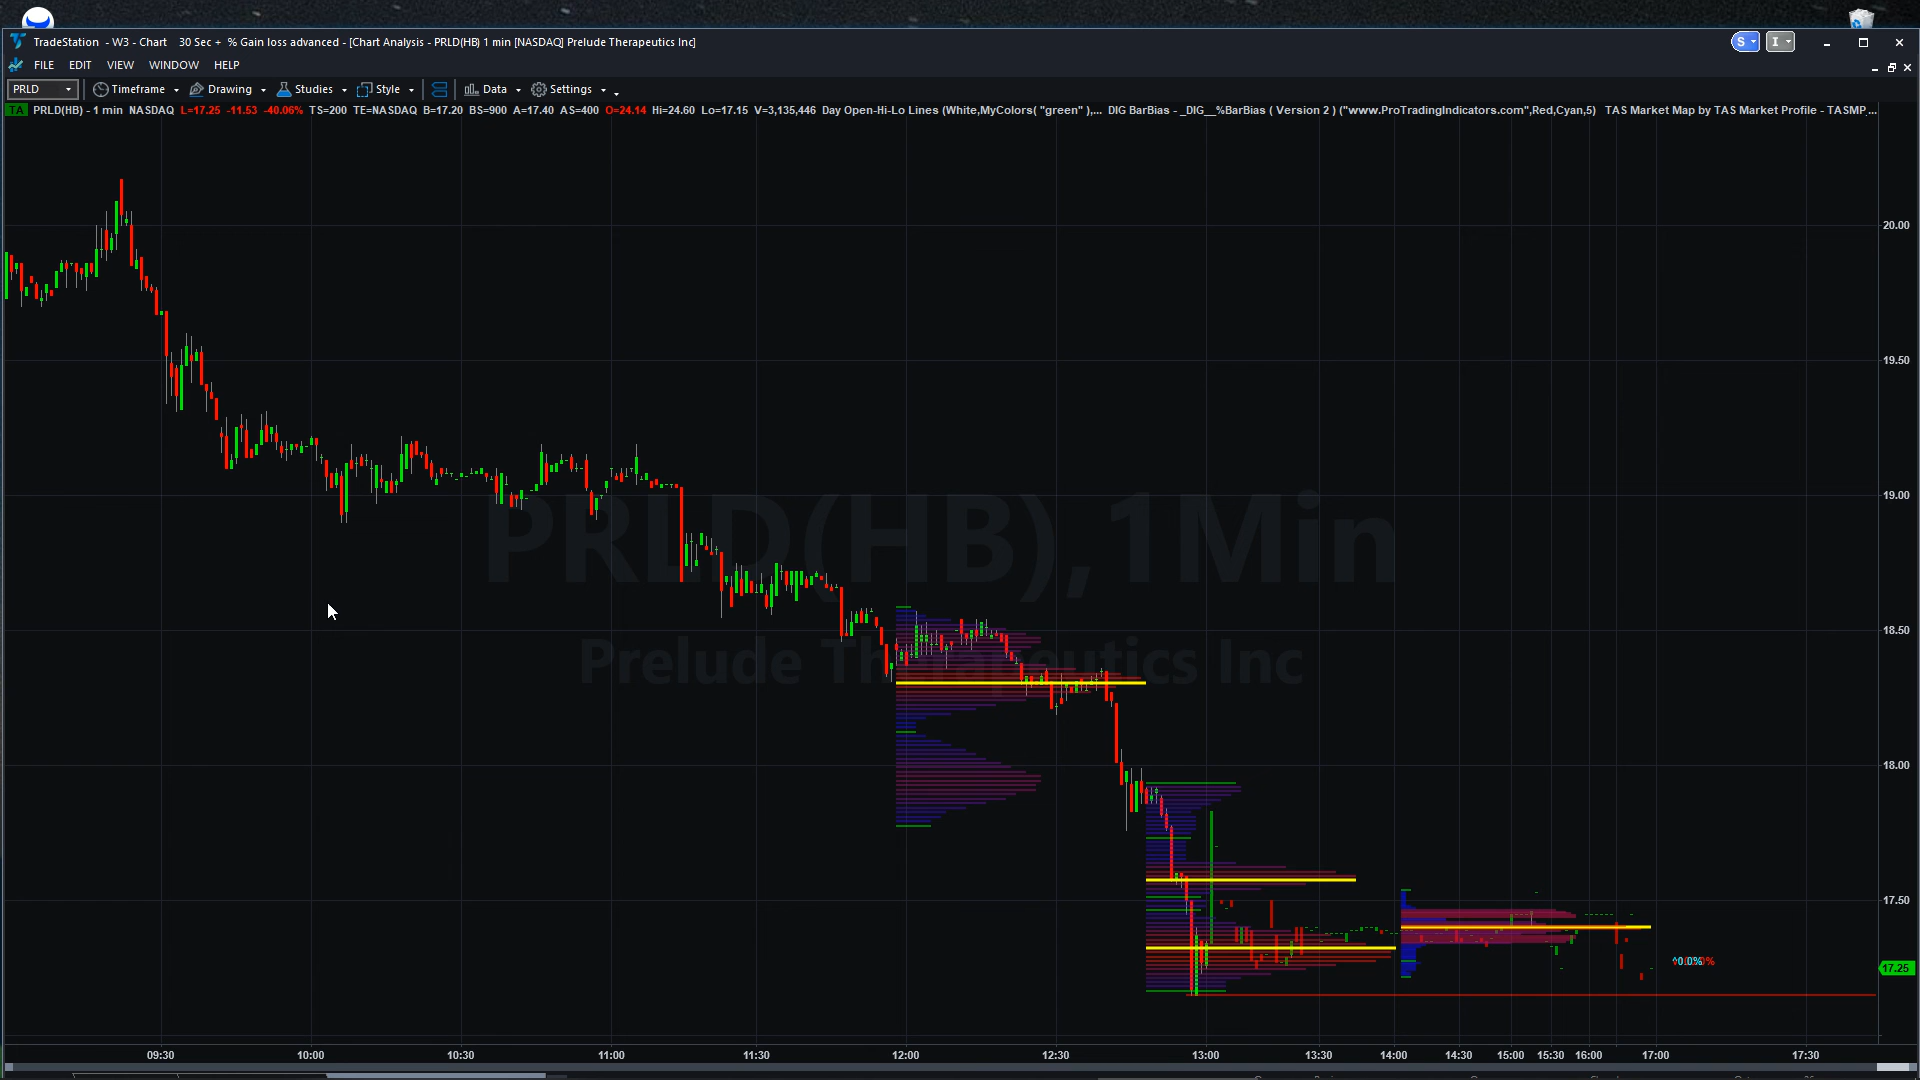 TradeStation - W3 - Chart 30 Sec + % Gain loss advanced - [Chart Analysis - PRLD(HB) 1 min [NASDAQ] Prelude Therapeutics Inc]
S I
FILE EDIT VIEW WINDOW HELP
PRLD Timeframe Drawing Studies Style Data Settings
TA PRLD(HB) - 1 min NASDAQ L=17.25 -11.53 -40.06% TS=200 TE=NASDAQ B=17.20 BS=900 A=17.40 AS=400 O=24.14 Hi=24.60 Lo=17.15 V=3,135,446 Day Open-Hi-Lo Lines (White,MyColors( "green" ),... DIG BarBias - _DIG__%BarBias ( Version 2 ) ("www.ProTradingIndicators.com",Red,Cyan,5) TAS Market Map by TAS Market Profile - TASMP_...
20.00
19.50
19.00
PRLD(HB),1Min
18.50
Prelude Therapeutics Inc
18.00
17.50
17.25
09:30 10:00 10:30 11:00 11:30 12:00 12:30 13:00 13:30 14:00 14:30 15:00 15:30 16:00 17:00 17:30